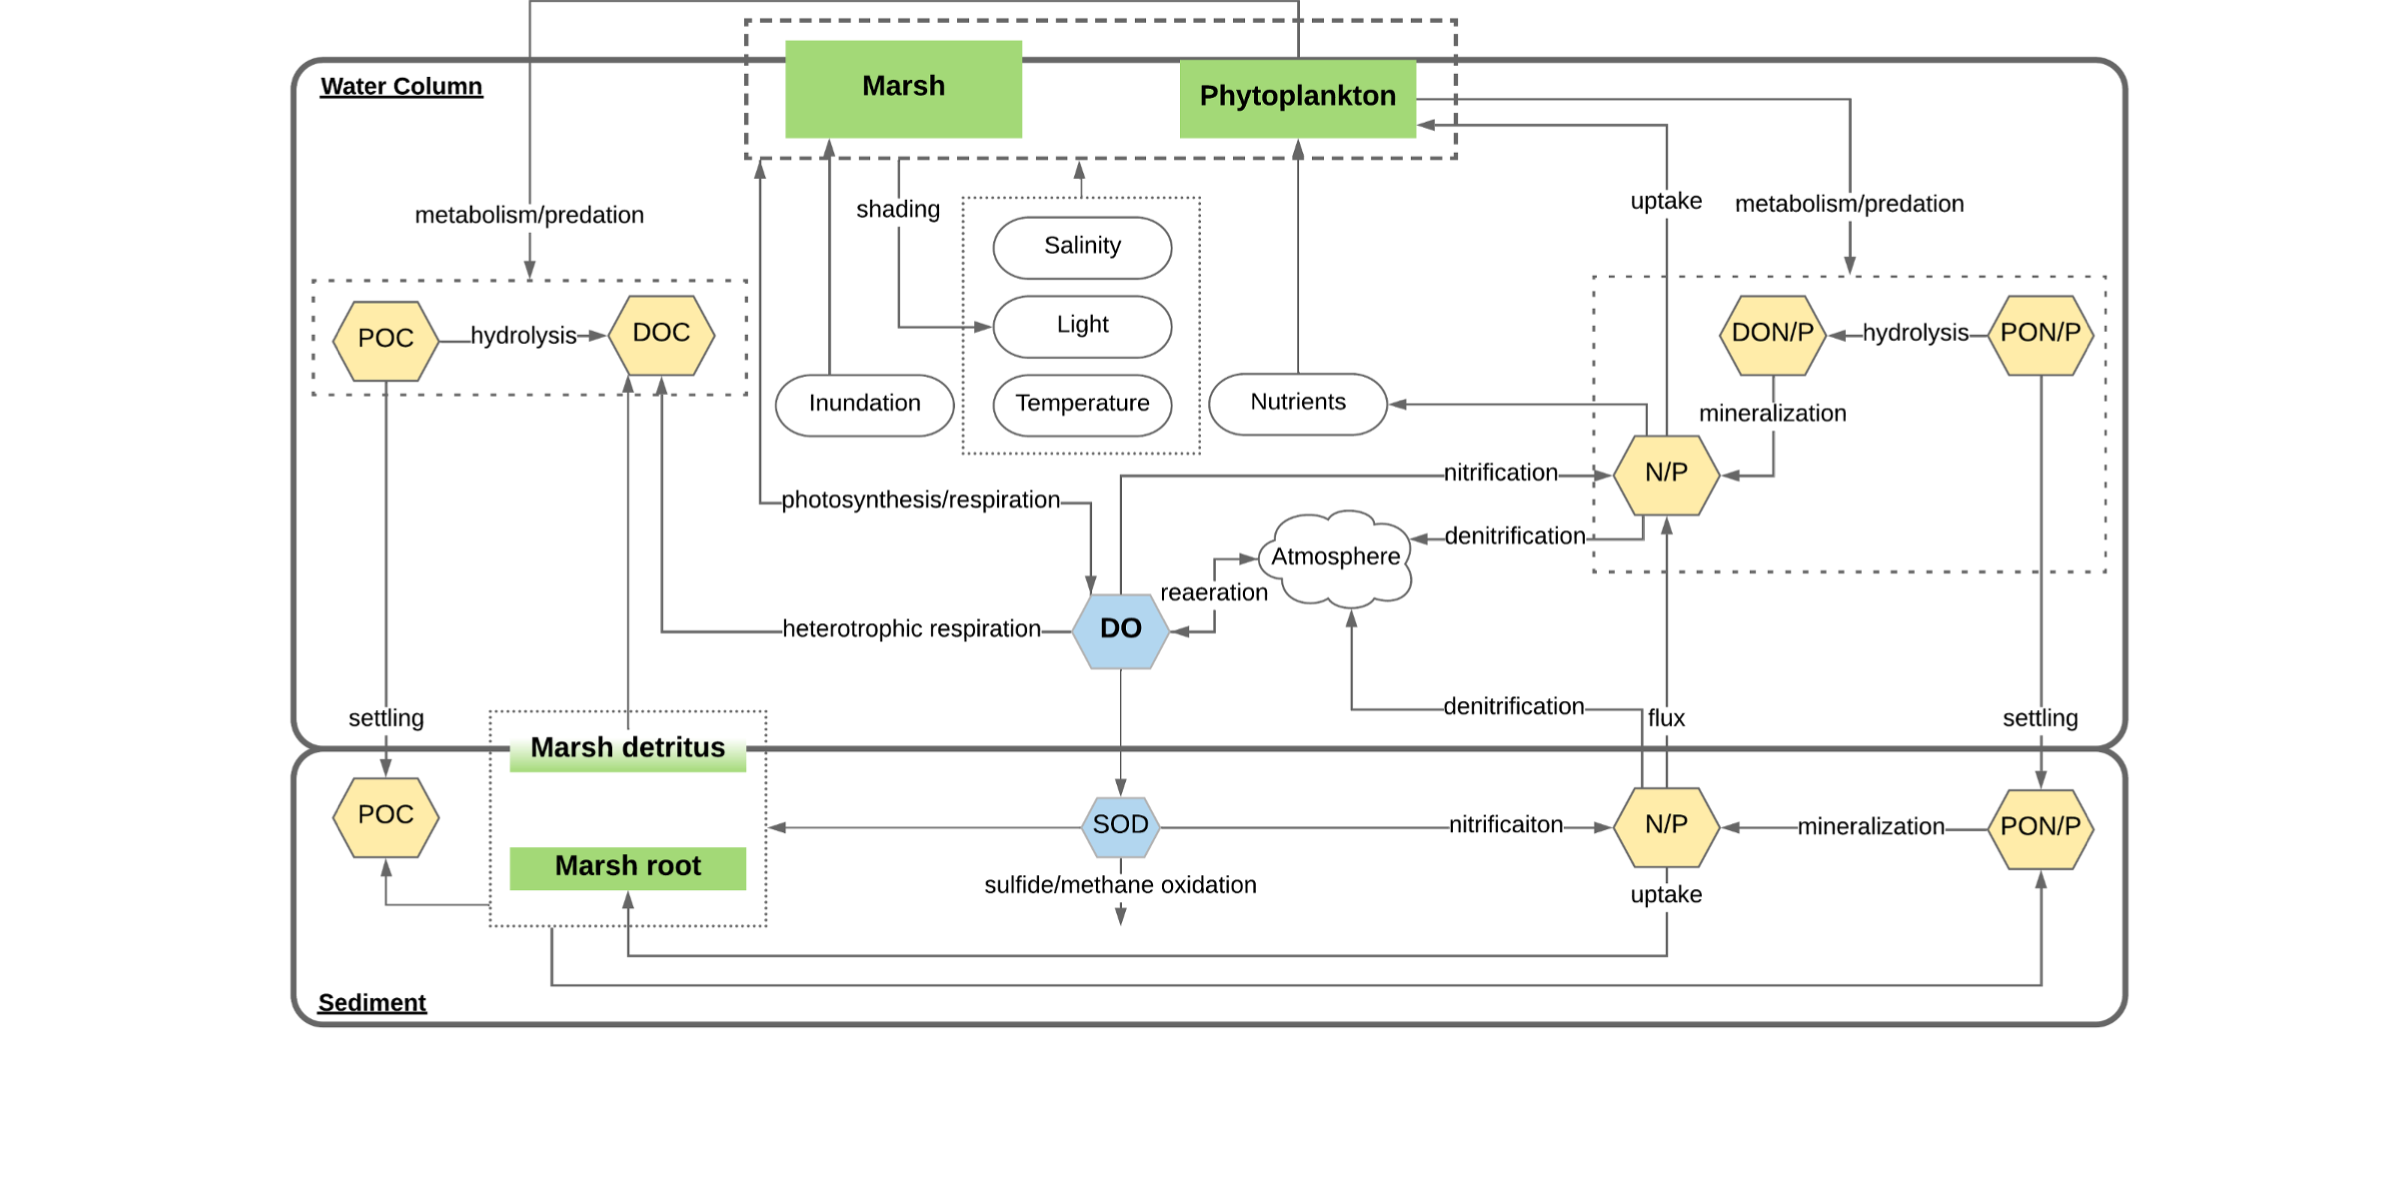 Water Column
Marsh
Phytoplankton
metabolism/predation
shading
uptake
metabolism/predation
Salinity
Light
Temperature
POC
hydrolysis
DOC
DON/P
hydrolysis
PON/P
Inundation
Nutrients
mineralization
nitrification
N/P
photosynthesis/respiration
denitrification
Atmosphere
reaeration
heterotrophic respiration
DO
denitrification
settling
flux
settling
Marsh detritus
POC
SOD
nitrificaiton
N/P
mineralization
PON/P
Marsh root
sulfide/methane oxidation
uptake
Sediment